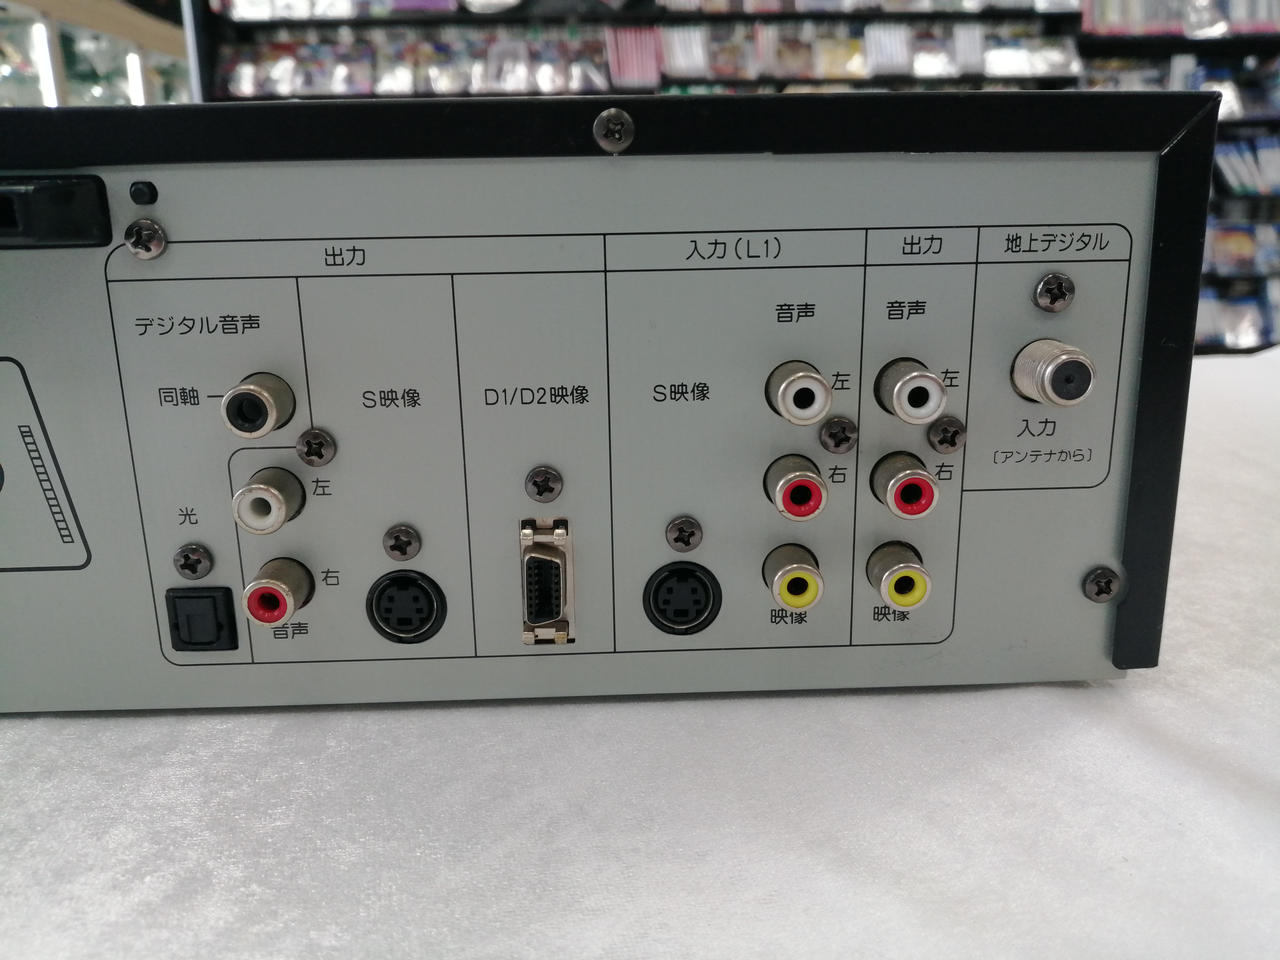 出力
入力(L1)
出力
地上デジタル
デジタル音声
同軸
光
左
右
音声
S映像
D1/D2映像
S映像
音声
左
右
映像
音声
左
右
映像
入力
〔アンテナから〕